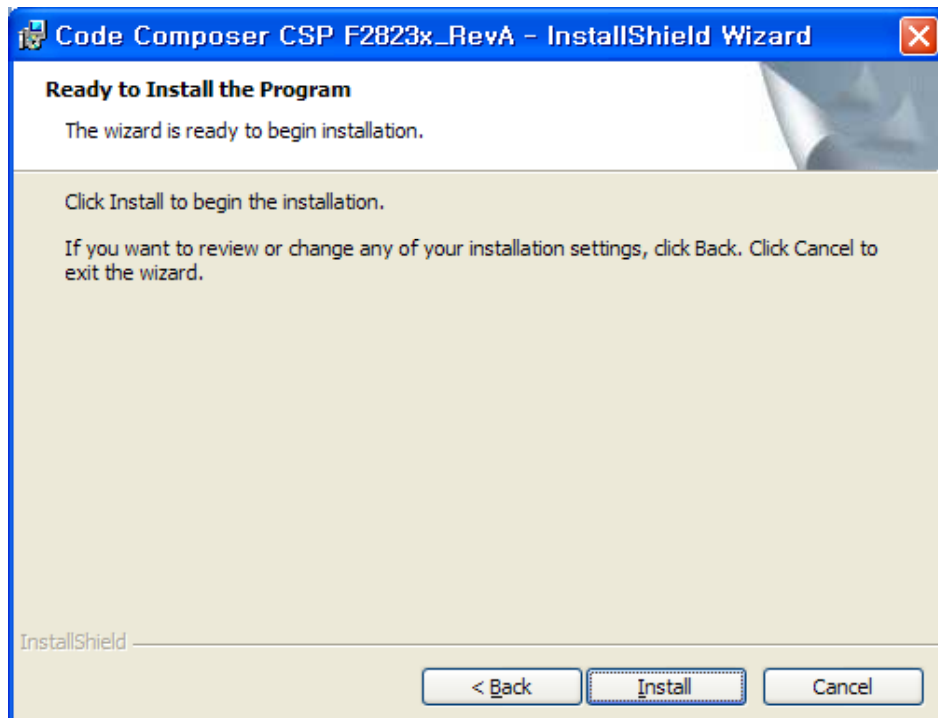 Code Composer CSP F2823x_RevA - InstallShield Wizard
Ready to Install the Program
The wizard is ready to begin installation.
Click Install to begin the installation.
If you want to review or change any of your installation settings, click Back. Click Cancel to
exit the wizard.
InstallShield
< Back
Install
Cancel